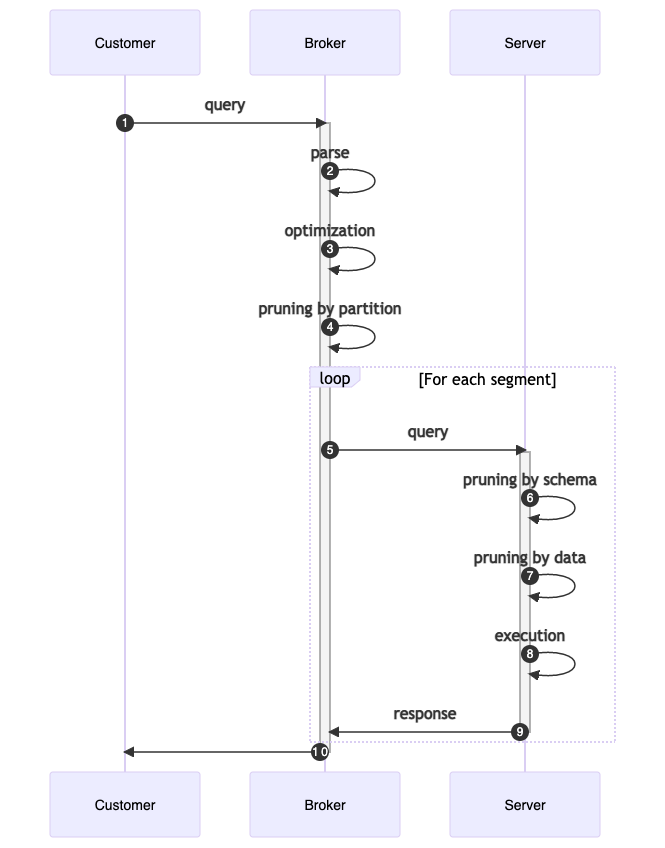 Customer
Broker
Server
query
1
parse
2
optimization
3
pruning by partition
4
loop
[For each segment]
query
5
pruning by schema
6
pruning by data
7
execution
8
response
9
10
Customer
Broker
Server